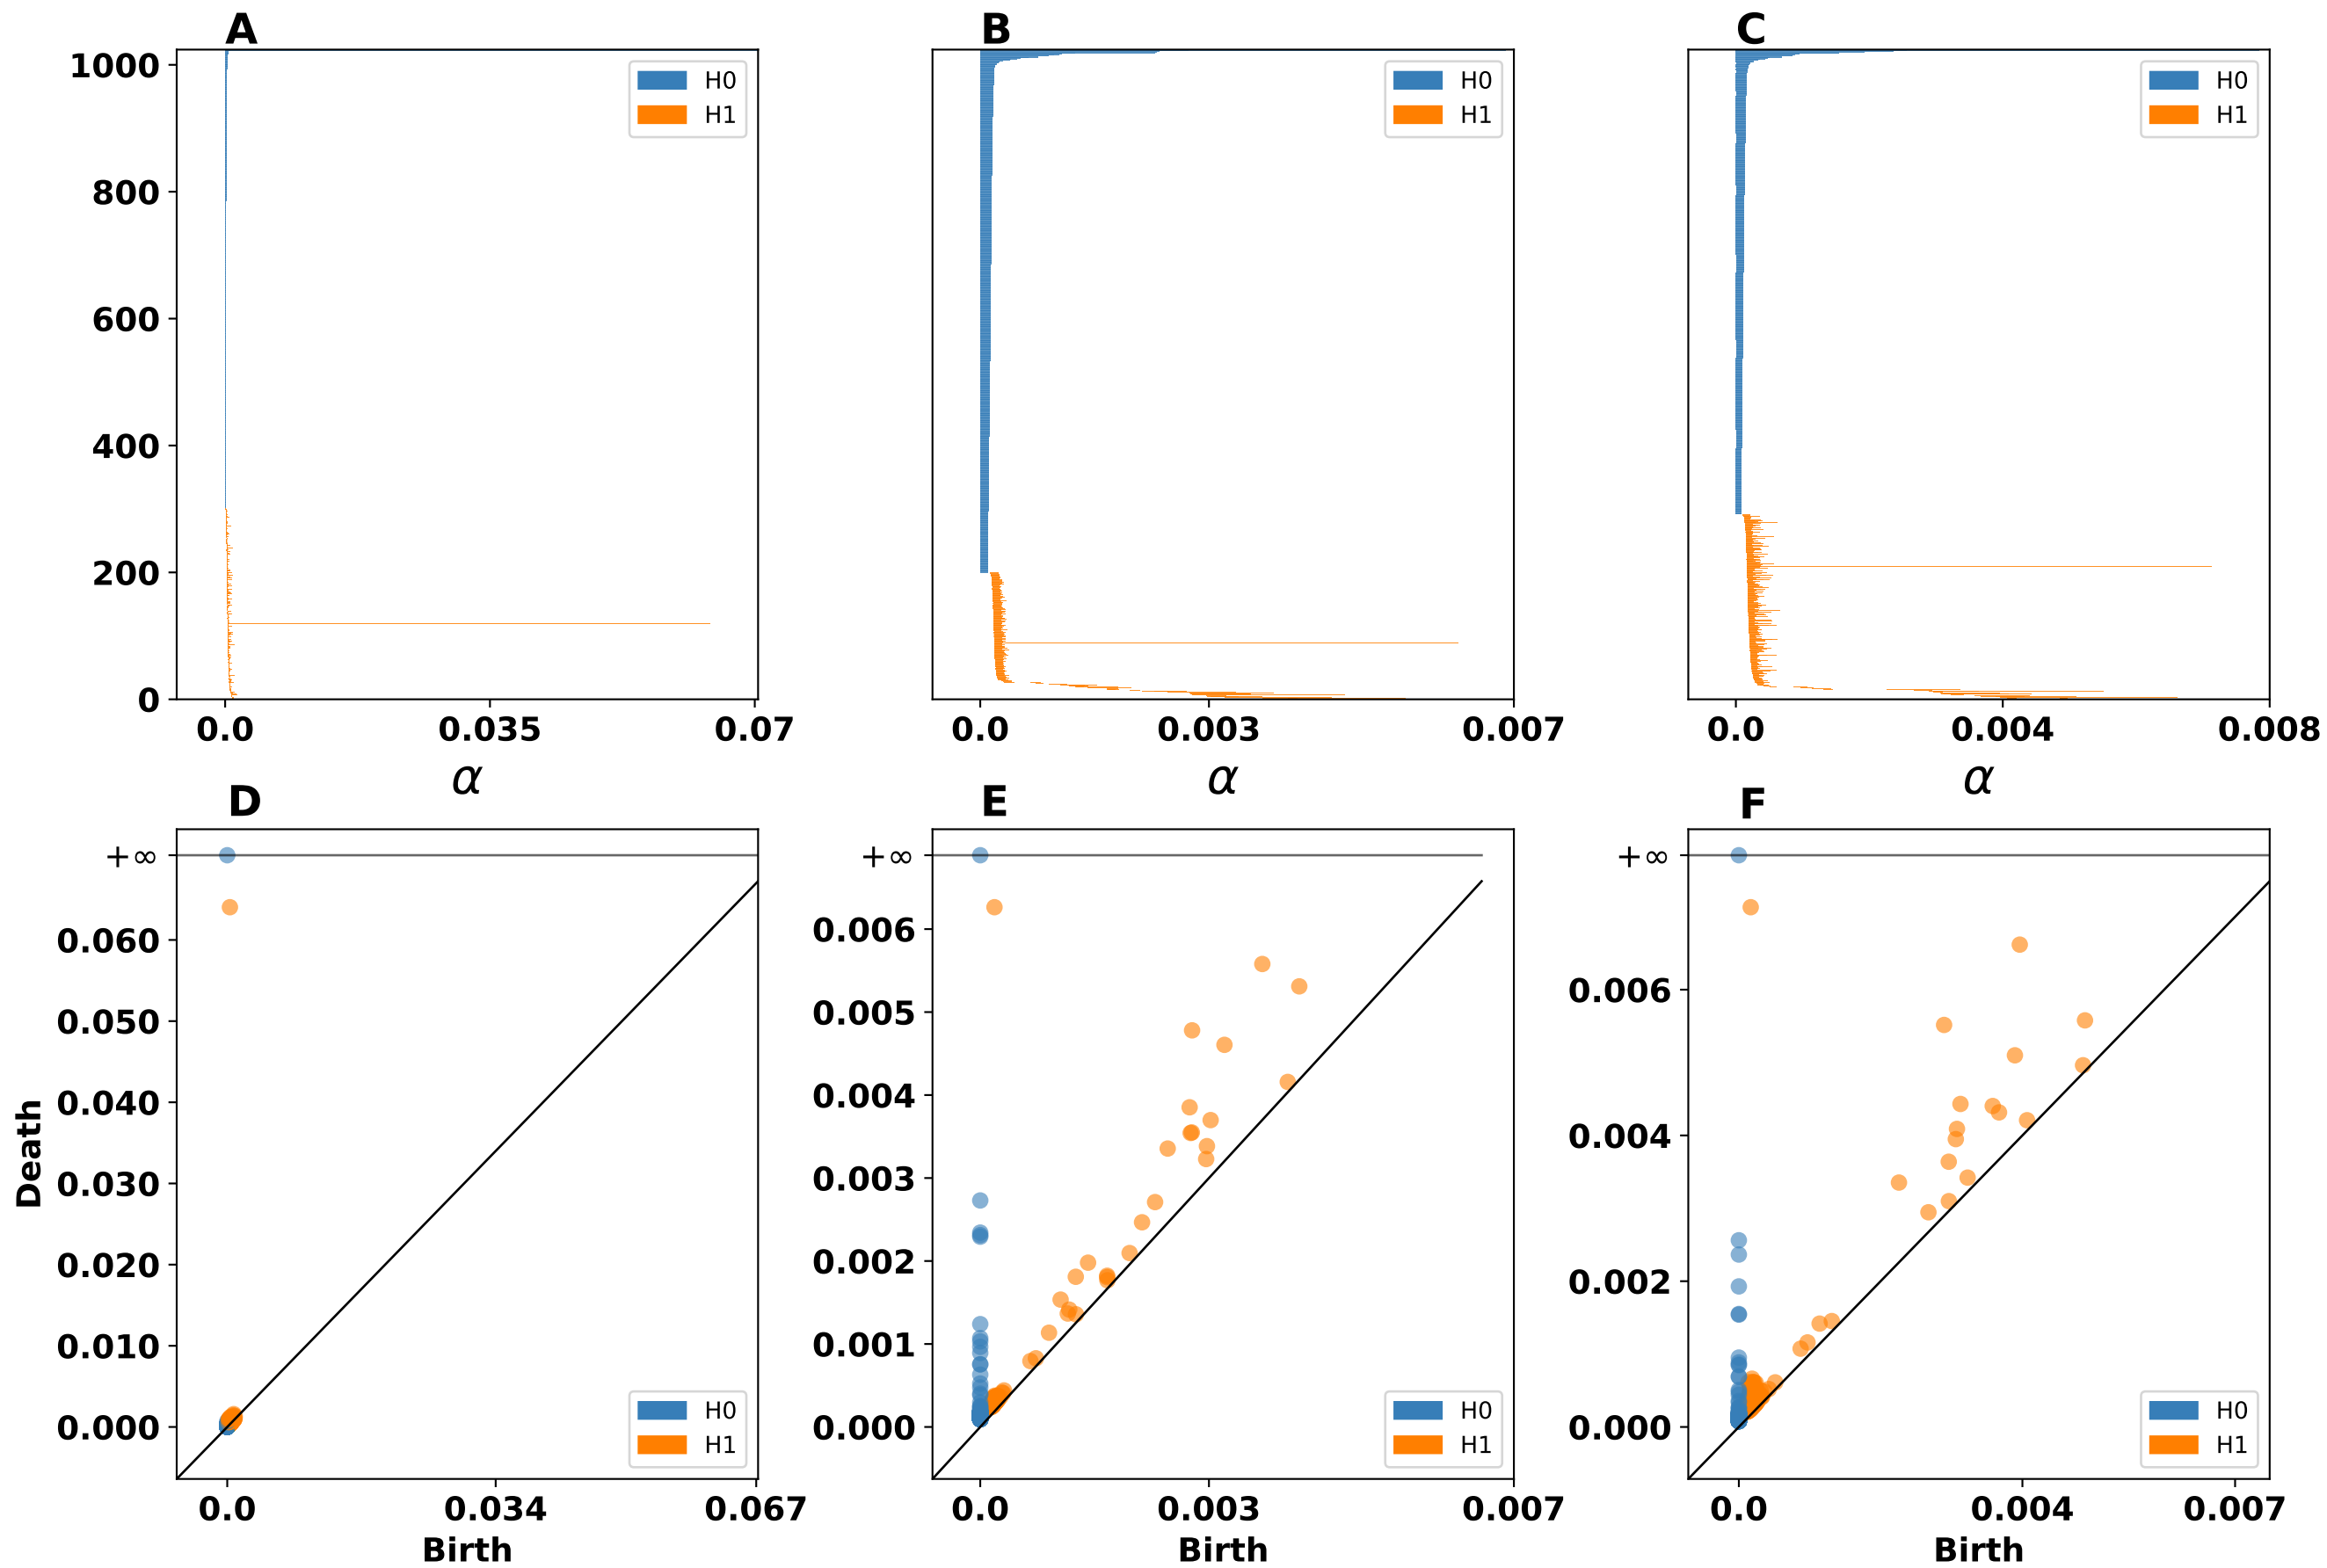 A
B
C
1000
800
600
400
200
0
H0
H1
H0
H1
H0
H1
0.0 0.035 0.07
0.0 0.003 0.007
0.0 0.004 0.008
α
α
α
D
E
F
Death
+∞
0.060
0.050
0.040
0.030
0.020
0.010
0.000
H0
H1
0.0 0.034 0.067
Birth
+∞
0.006
0.005
0.004
0.003
0.002
0.001
0.000
H0
H1
0.0 0.003 0.007
Birth
+∞
0.006
0.004
0.002
0.000
H0
H1
0.0 0.004 0.007
Birth